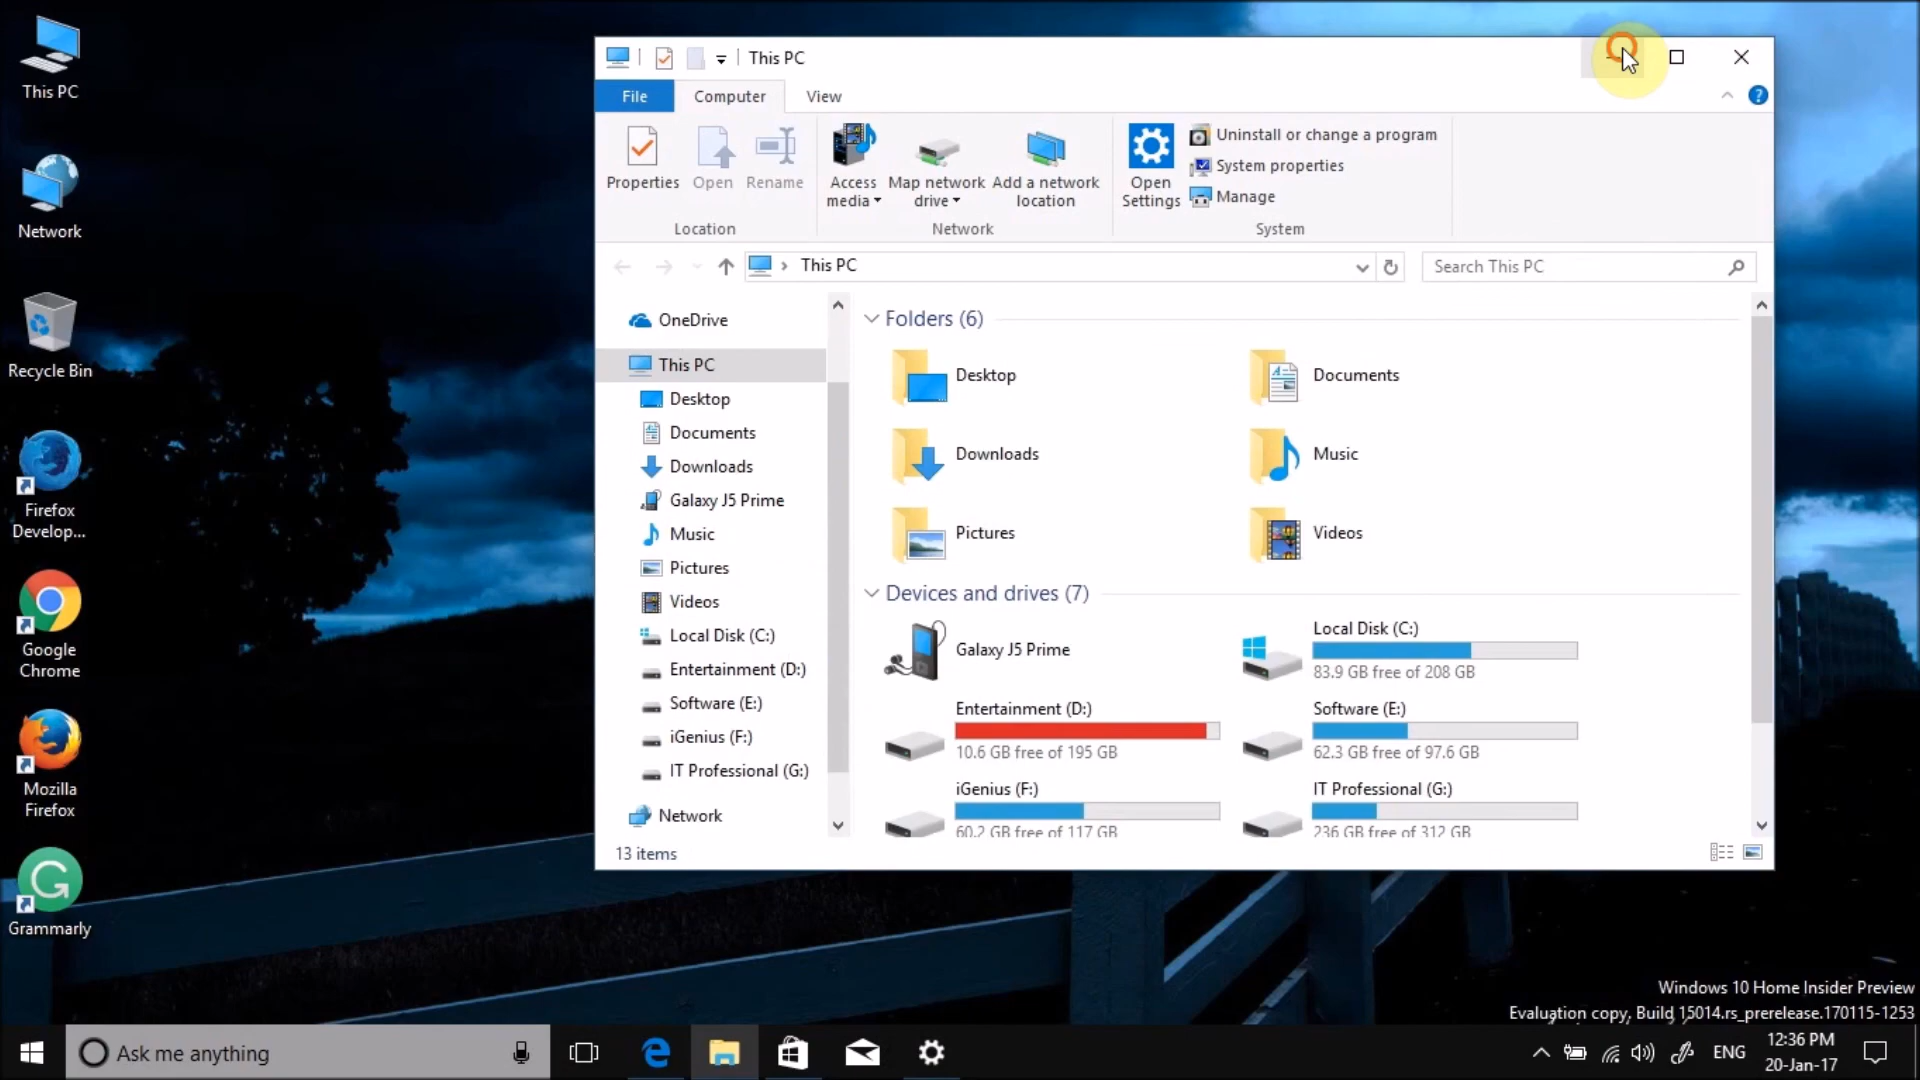 This PC
Network
Recycle Bin
Firefox
Develop...
Google
Chrome
Mozilla
Firefox
Grammarly
This PC
File
Computer
View
Properties
Open
Rename
Location
Access
media
Map network
drive
Add a network
location
Network
Open
Settings
Uninstall or change a program
System properties
Manage
System
This PC
Search This PC
OneDrive
This PC
Desktop
Documents
Downloads
Galaxy J5 Prime
Music
Pictures
Videos
Local Disk (C:)
Entertainment (D:)
Software (E:)
iGenius (F:)
IT Professional (G:)
Network
Folders (6)
Desktop
Documents
Downloads
Music
Pictures
Videos
Devices and drives (7)
Galaxy J5 Prime
Local Disk (C:)
83.9 GB free of 208 GB
Entertainment (D:)
10.6 GB free of 195 GB
Software (E:)
62.3 GB free of 97.6 GB
iGenius (F:)
60.2 GB free of 117 GB
IT Professional (G:)
236 GB free of 312 GB
13 items
Windows 10 Home Insider Preview
Evaluation copy, Build 15014.rs_prerelease.170115-1253
Ask me anything
ENG
12:36 PM
20-Jan-17